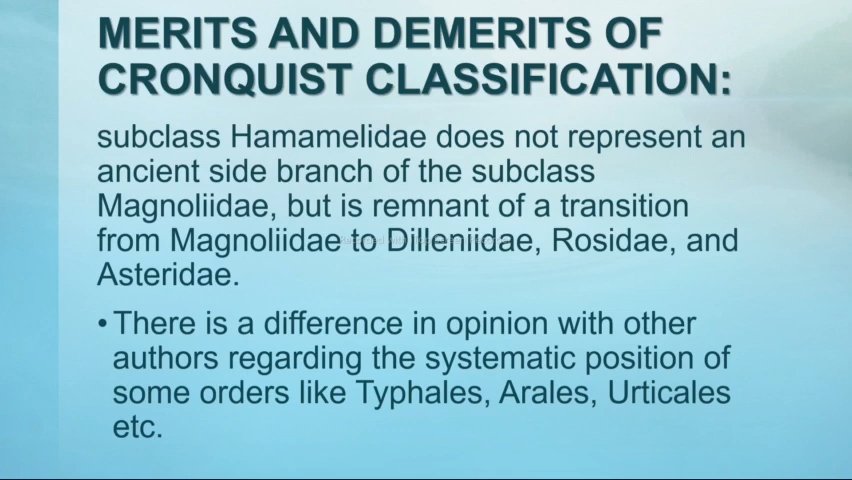 MERITS AND DEMERITS OF
CRONQUIST CLASSIFICATION:
subclass Hamamelidae does not represent an
ancient side branch of the subclass
Magnoliidae, but is remnant of a transition
from Magnoliidae to Dilleniidae, Rosidae, and
Asteridae.
• There is a difference in opinion with other
authors regarding the systematic position of
some orders like Typhales, Arales, Urticales
etc.